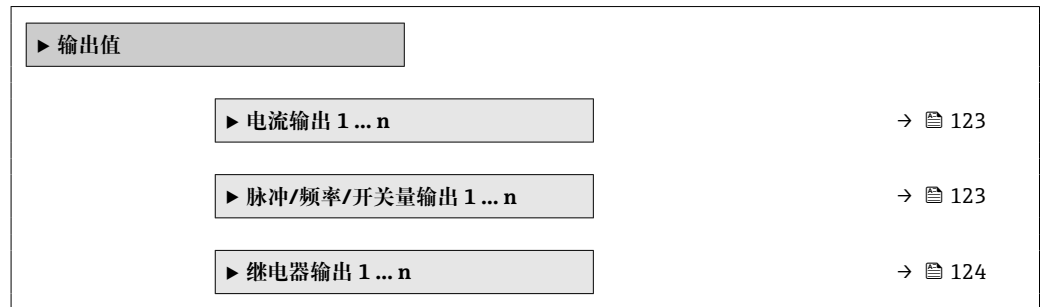 ▶ 输出值
▶ 电流输出 1 … n → 🖹 123
▶ 脉冲/频率/开关量输出 1 … n → 🖹 123
▶ 继电器输出 1 … n → 🖹 124